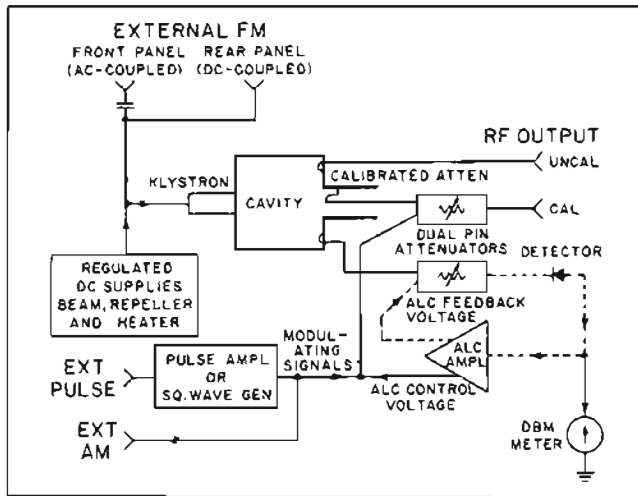 EXTERNAL FM
FRONT PANEL
(AC-COUPLED)
REAR PANEL
(DC-COUPLED)
RF OUTPUT
UNCAL
CALIBRATED ATTEN
KLYSTRON
CAVITY
CAL
DUAL PIN
ATTENUATORS
DETECTOR
REGULATED
DC SUPPLIES
BEAM, REPELLER
AND HEATER
ALC FEEDBACK
VOLTAGE
MODUL-
ATING
SIGNALS
ALC
AMPL
EXT
PULSE
PULSE AMPL
OR
SQ. WAVE GEN
ALC CONTROL
VOLTAGE
EXT
AM
DBM
METER